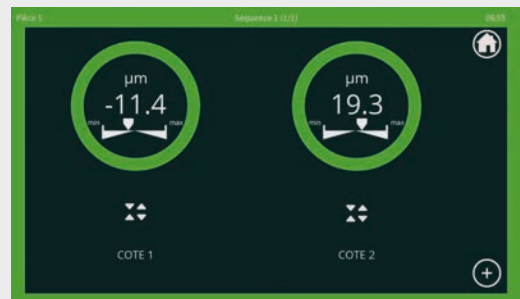 Pièce 1 Séquence 1 (1/1) 06:55
µm µm
-11.4 19.3
min max min max
COTE 1 COTE 2